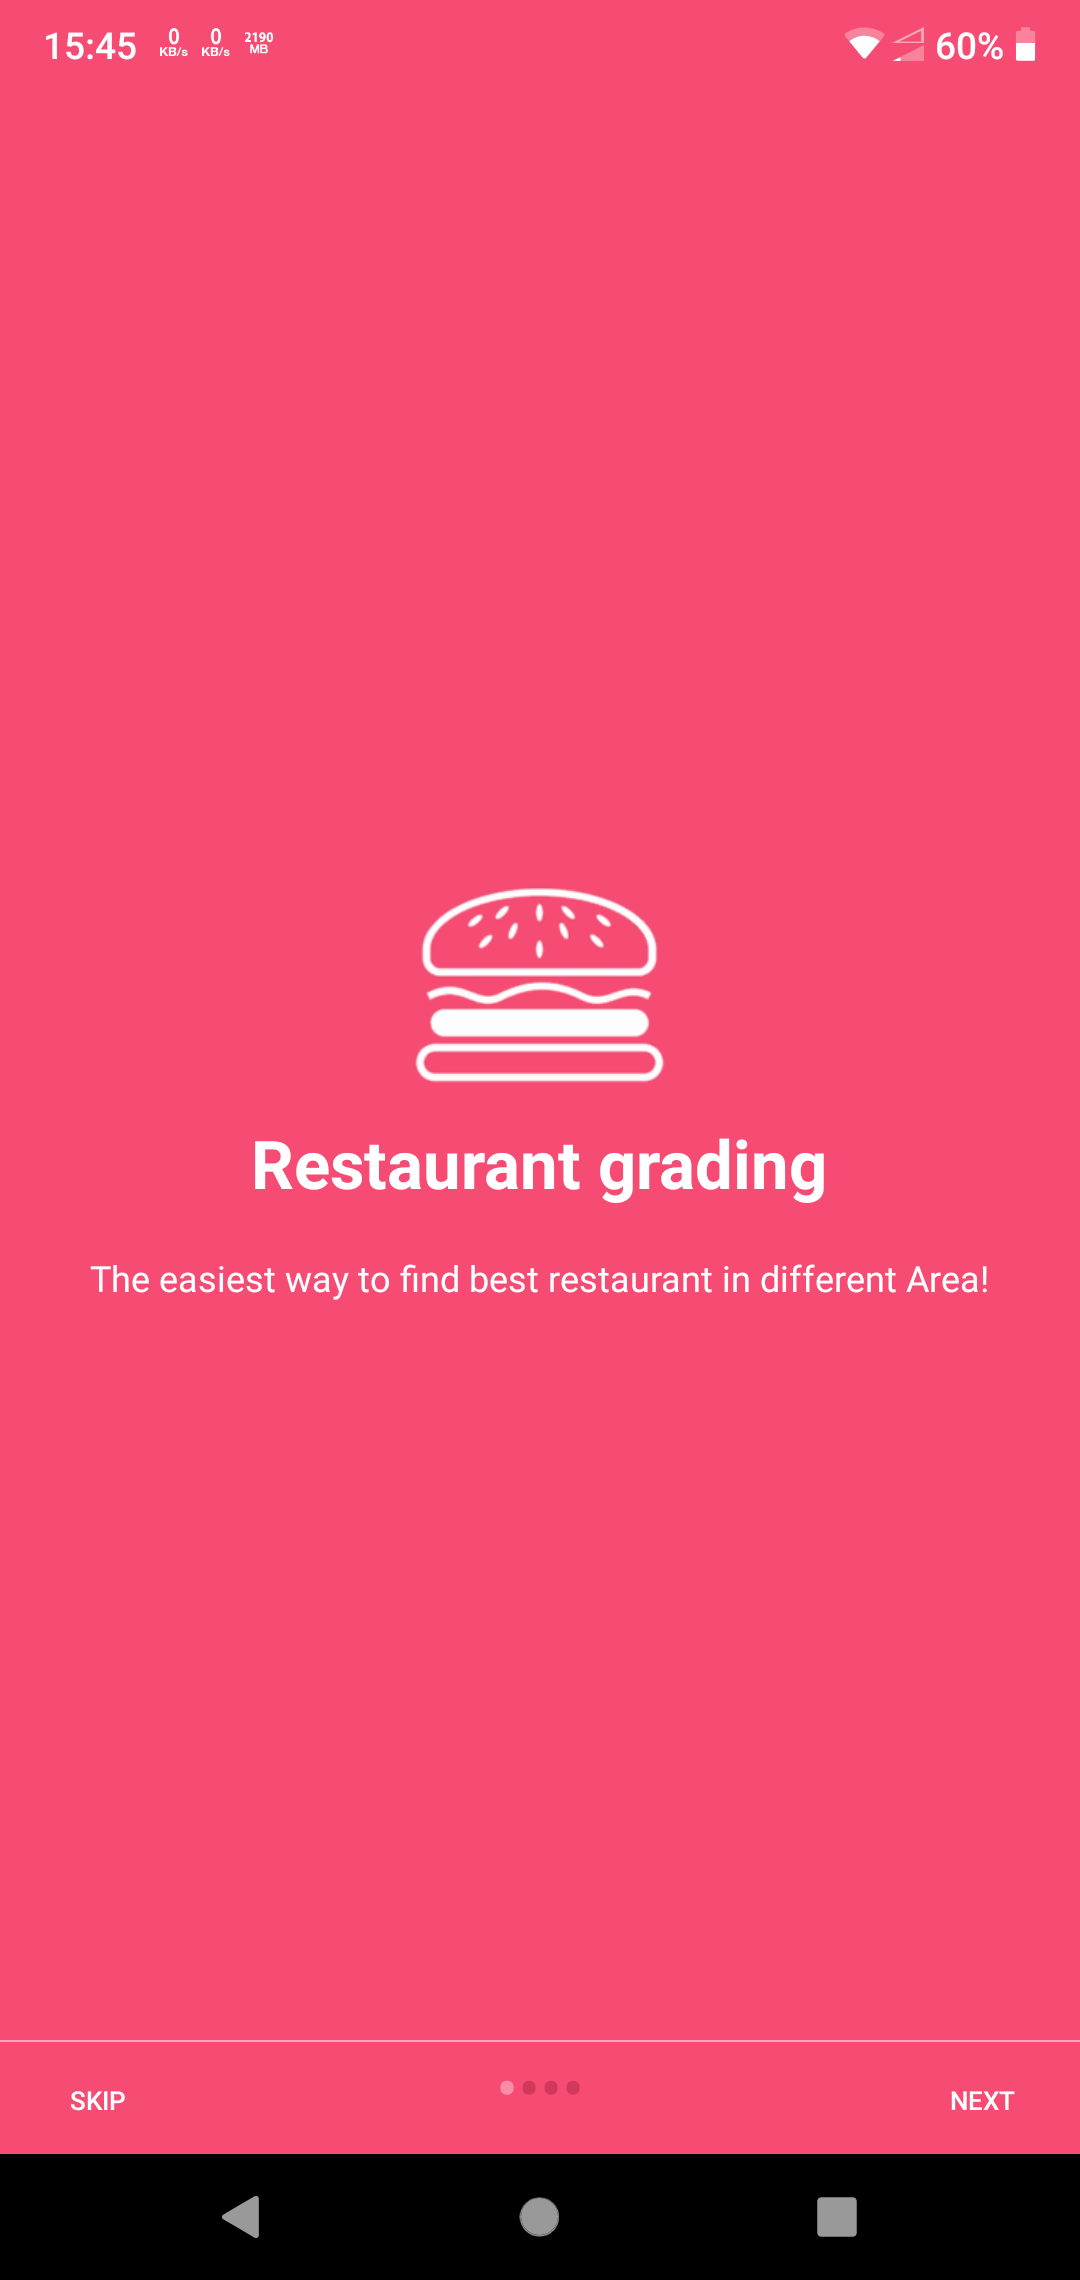 15:45 0 KB/s 0 KB/s 2190 MB 60%
Restaurant grading
The easiest way to find best restaurant in different Area!
SKIP NEXT